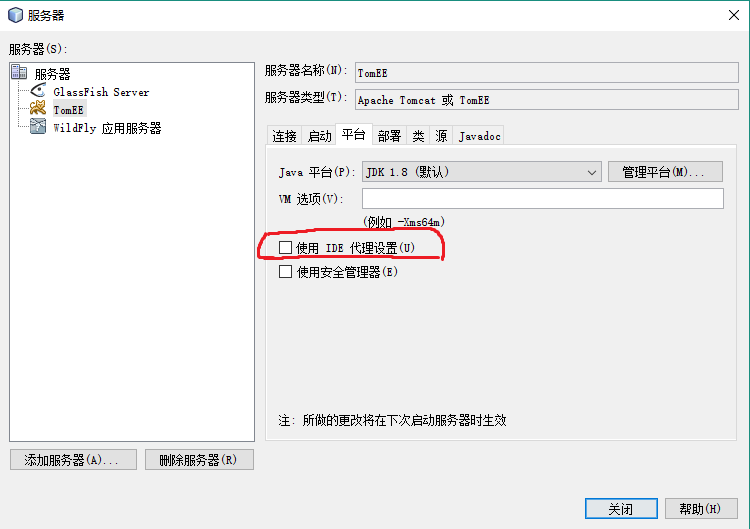 服务器
服务器(S):
服务器
GlassFish Server
TomEE
WildFly 应用服务器
添加服务器(A)...
删除服务器(R)
服务器名称(N): TomEE
服务器类型(T): Apache Tomcat 或 TomEE
连接 启动 平台 部署 类 源 Javadoc
Java 平台(P): JDK 1.8 (默认) 管理平台(M)...
VM 选项(V):
(例如 -Xms64m)
使用 IDE 代理设置(U)
使用安全管理器(E)
注: 所做的更改将在下次启动服务器时生效
关闭 帮助(H)